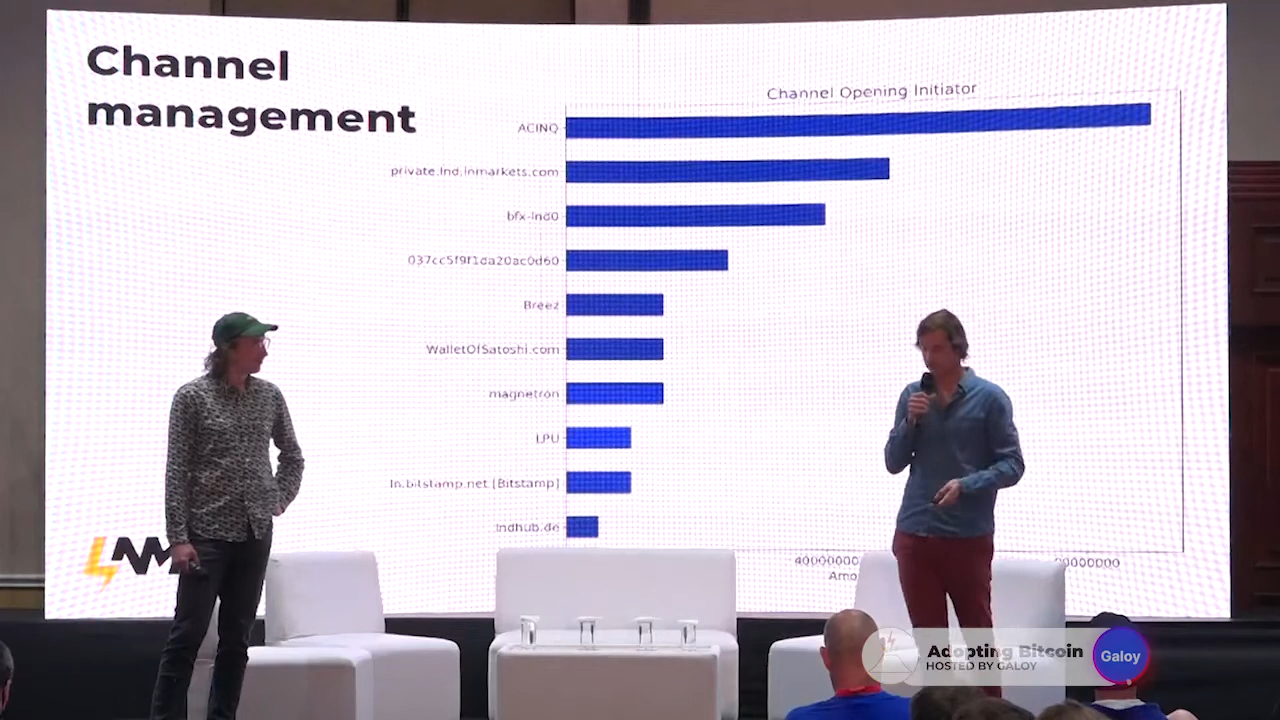 Channel
management
Channel Opening Initiator
ACINQ
private.lnd.lnmarkets.com
bfx-lnd0
037cc5f9f1da20ac0d60
Breez
WalletOfSatoshi.com
magnetron
LPU
ln.bitstamp.net [Bitstamp]
lndhub.de
Adopting Bitcoin
HOSTED BY GALOY
Galoy